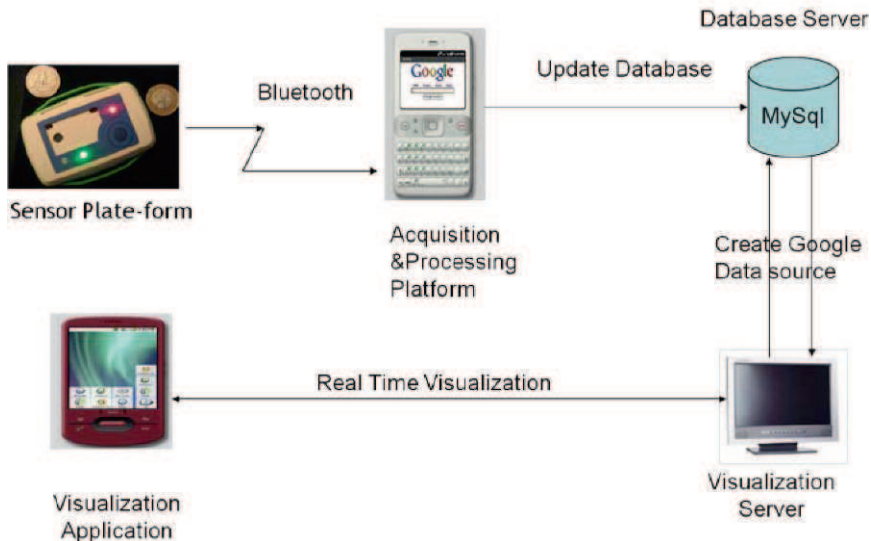 Database Server
Bluetooth
Google
Update Database
MySql
Sensor Plate-form
Acquisition
&Processing
Platform
Create Google
Data source
Real Time Visualization
Visualization
Application
Visualization
Server